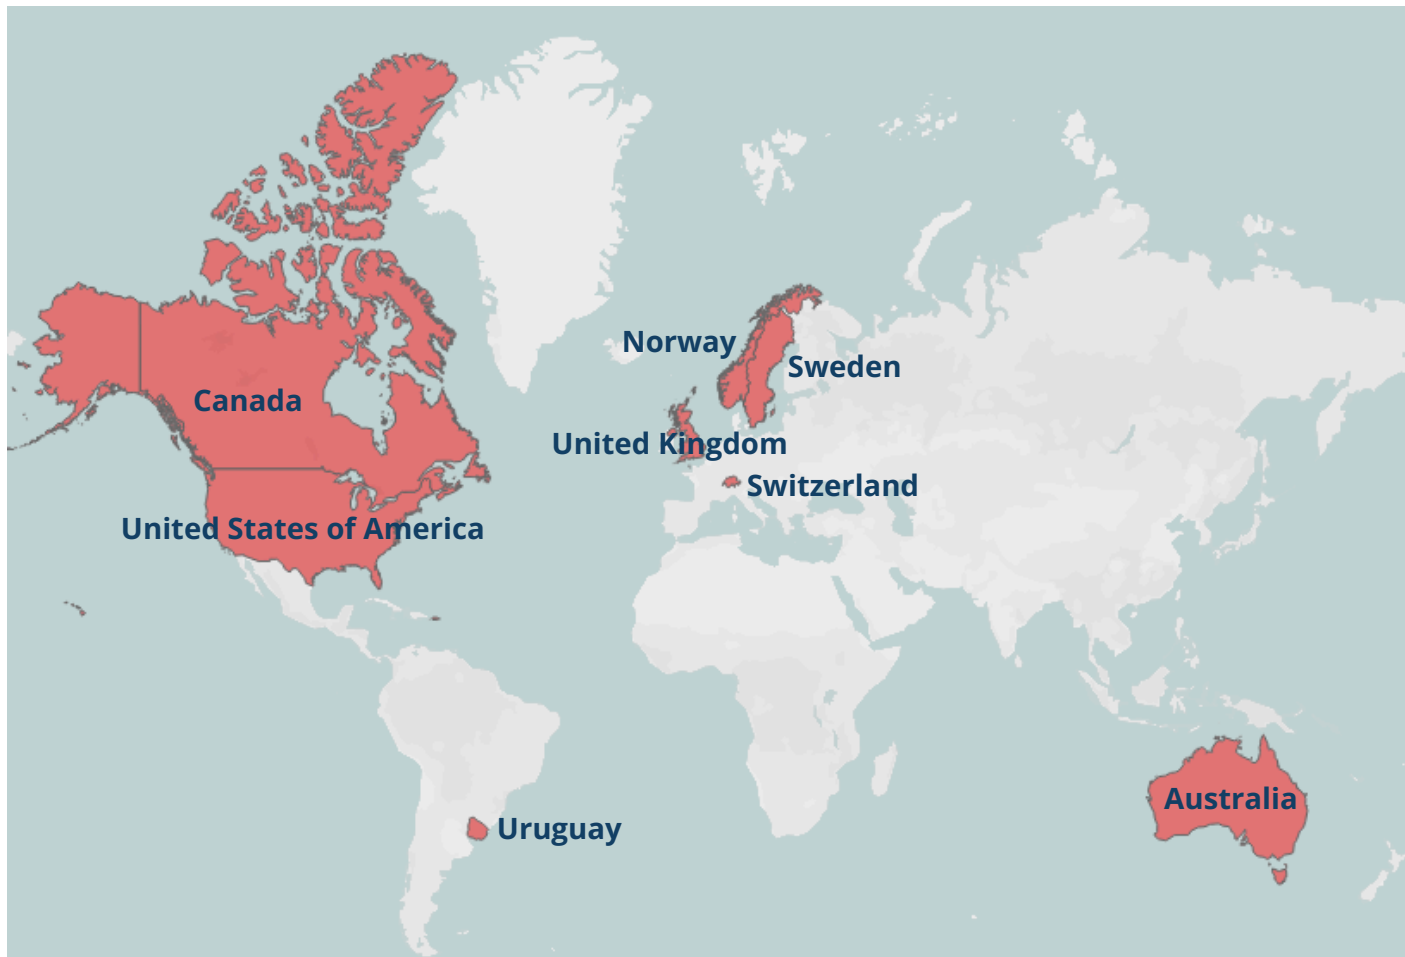 Norway
Sweden
Canada
United Kingdom
Switzerland
United States of America
Australia
Uruguay